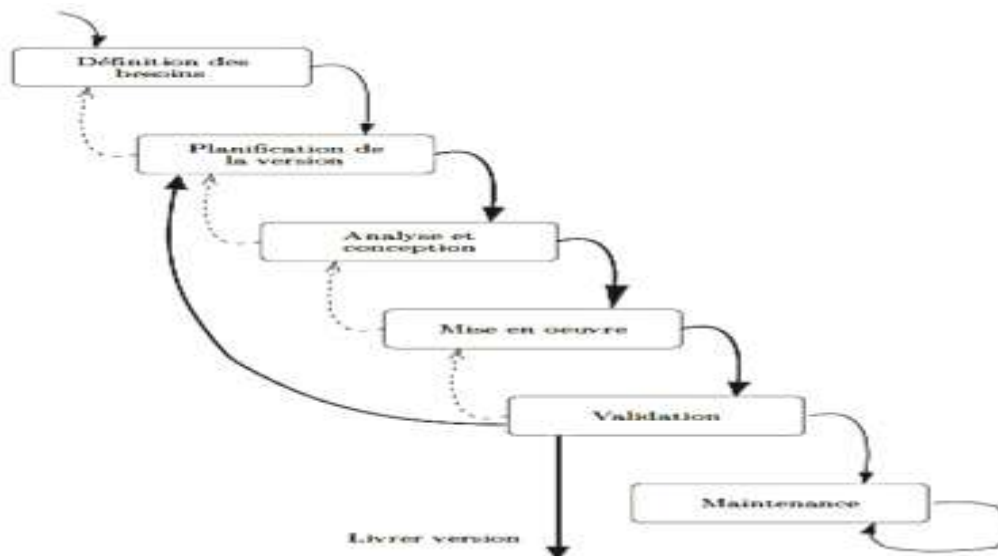 Définition des
besoins
Planification de
la version
Analyse et
conception
Mise en oeuvre
Validation
Maintenance
Livrer version